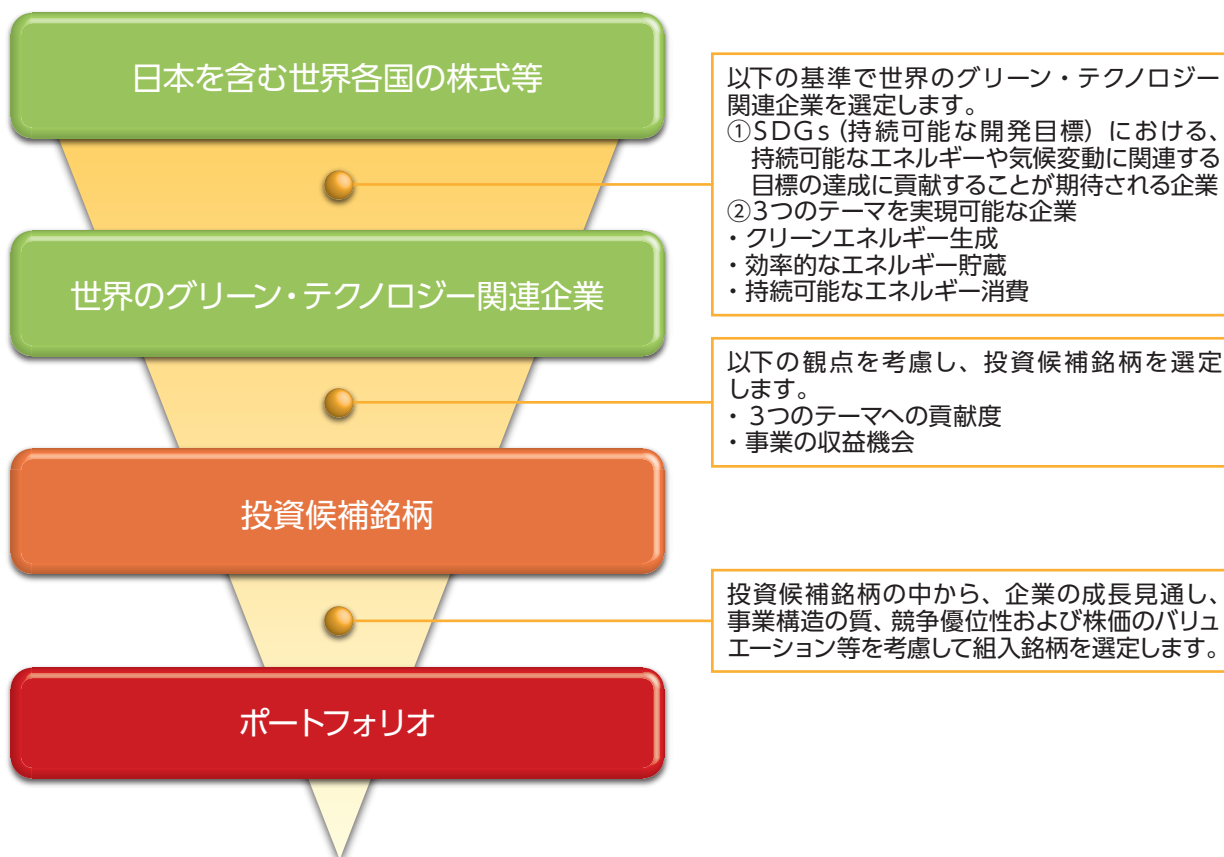 日本を含む世界各国の株式等
以下の基準で世界のグリーン・テクノロジー
関連企業を選定します。
①SDGs(持続可能な開発目標)における、
持続可能なエネルギーや気候変動に関連する
目標の達成に貢献することが期待される企業
②3つのテーマを実現可能な企業
・クリーンエネルギー生成
・効率的なエネルギー貯蔵
・持続可能なエネルギー消費
世界のグリーン・テクノロジー関連企業
以下の観点を考慮し、投資候補銘柄を選定
します。
・3つのテーマへの貢献度
・事業の収益機会
投資候補銘柄
投資候補銘柄の中から、企業の成長見通し、
事業構造の質、競争優位性および株価のバリュ
エーション等を考慮して組入銘柄を選定します。
ポートフォリオ